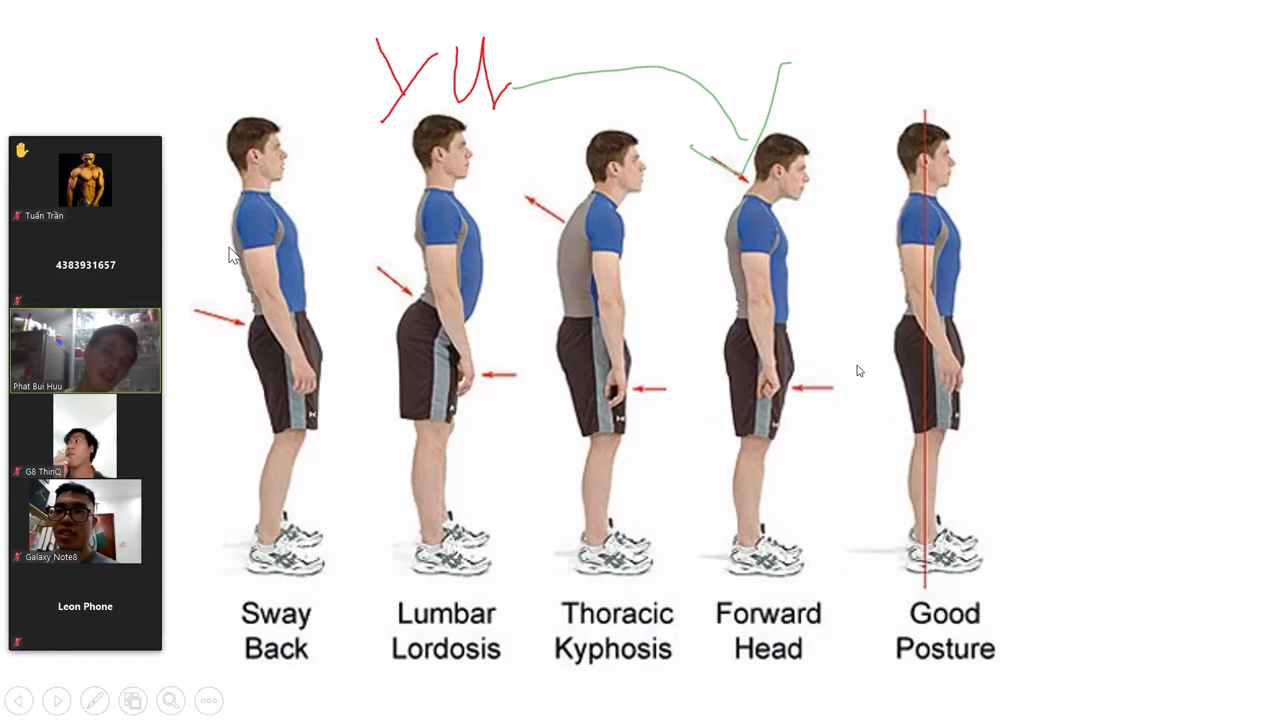 yu
Tuấn Trần
4383931657
Phat Bui Huu
G8 ThinQ
Galaxy Note8
Leon Phone
Sway
Back
Lumbar
Lordosis
Thoracic
Kyphosis
Forward
Head
Good
Posture